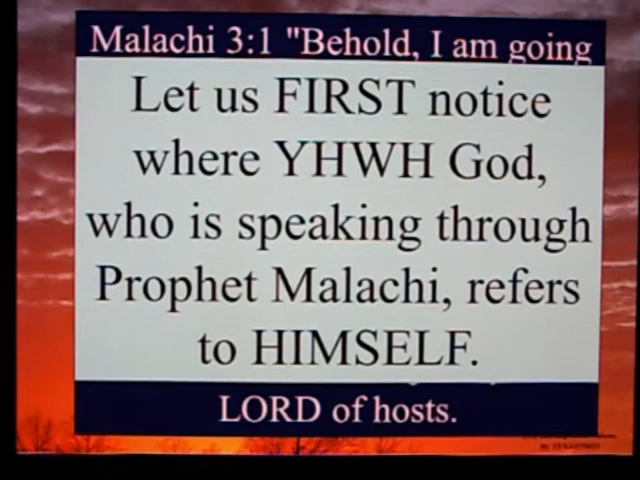 Malachi 3:1 "Behold, I am going
Let us FIRST notice
where YHWH God,
who is speaking through
Prophet Malachi, refers
to HIMSELF.
LORD of hosts.